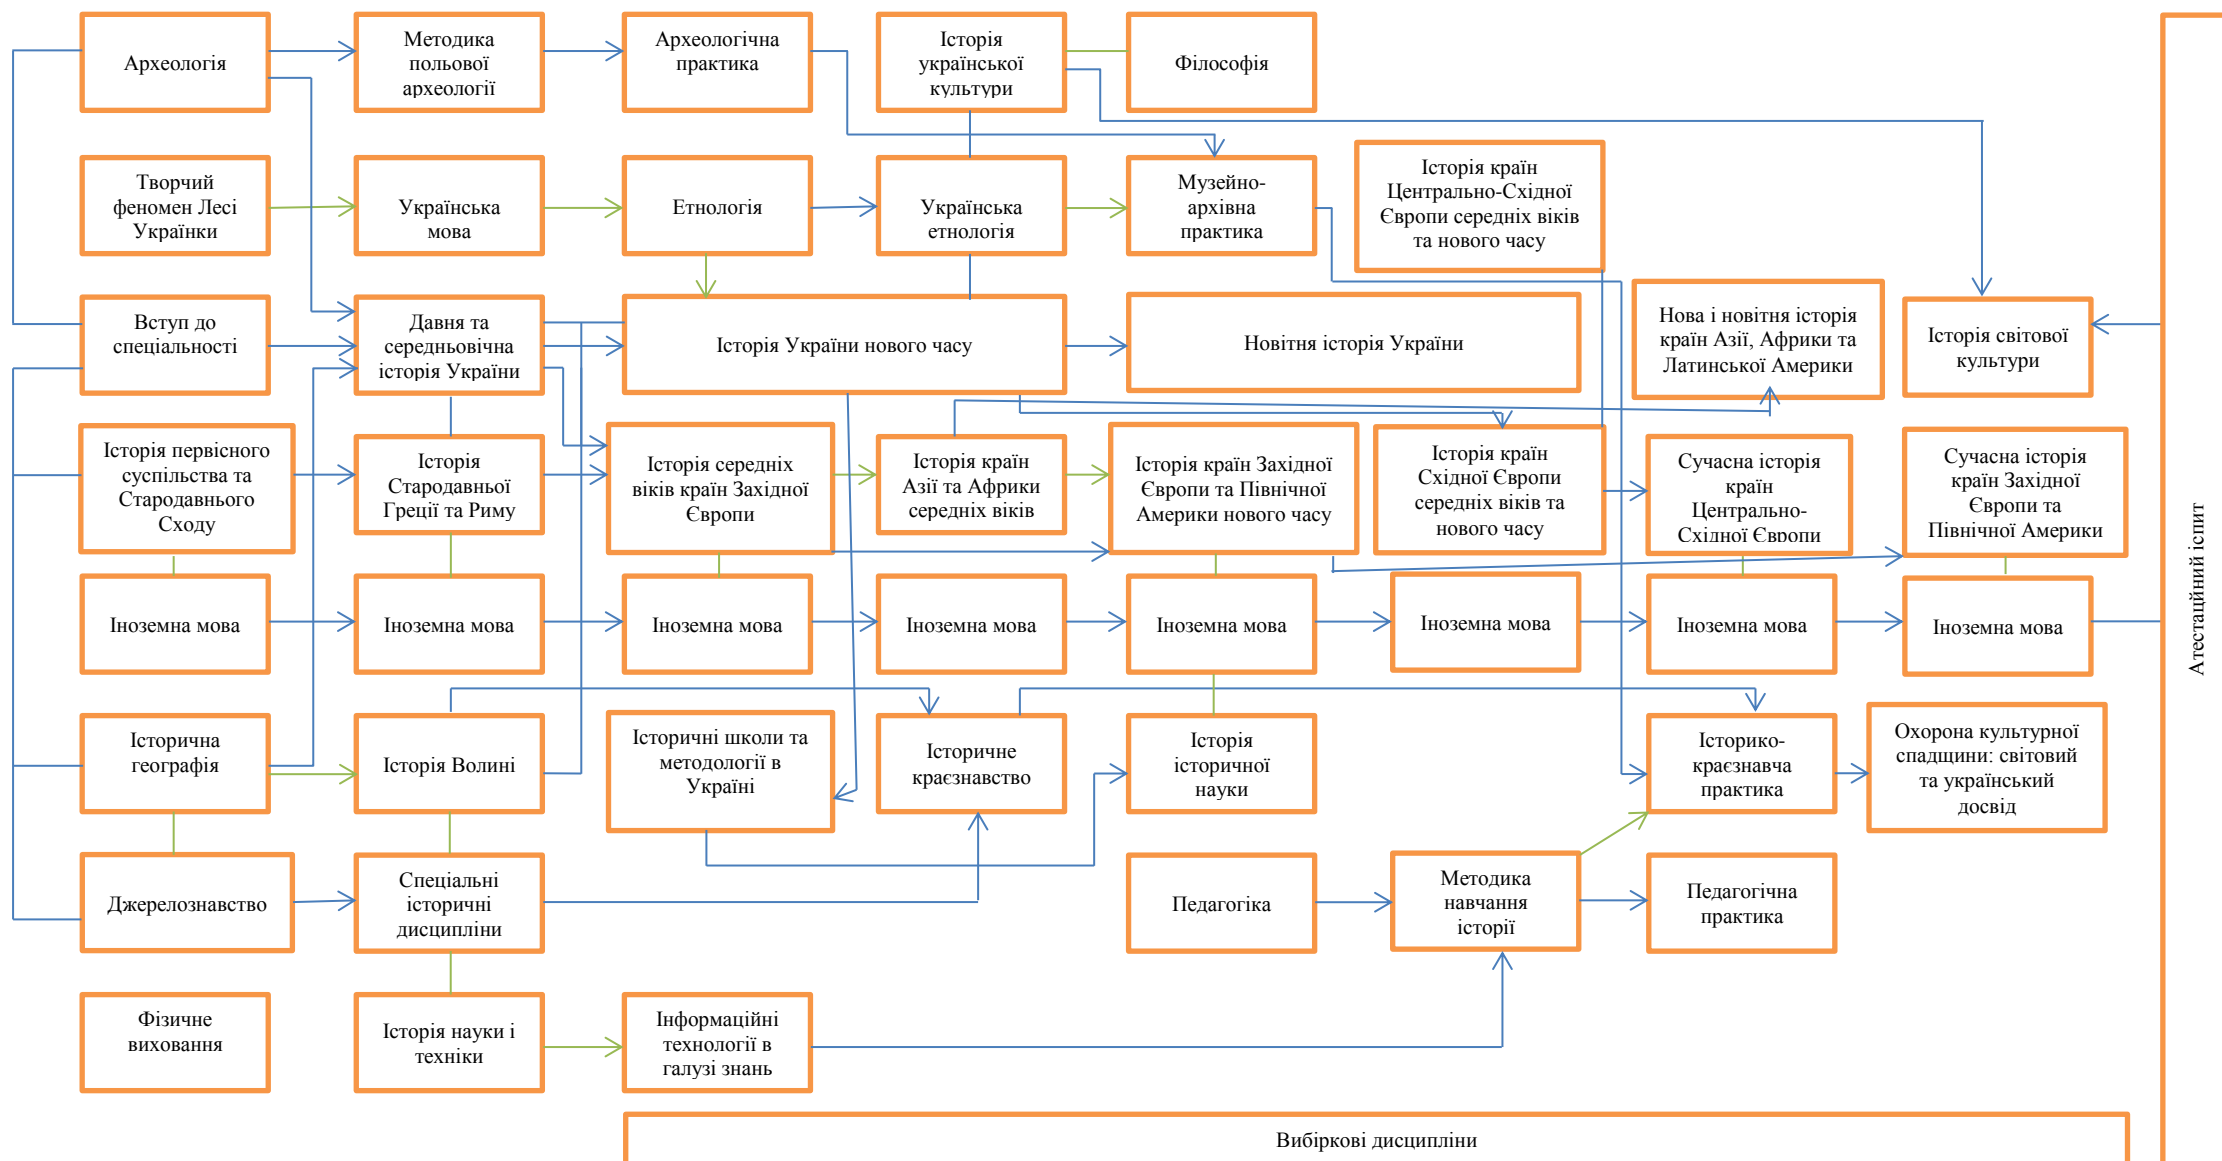 Археологія
Методика
польової
археології
Археологічна
практика
Історія
української
культури
Філософія
Творчий
феномен Лесі
Українки
Українська
мова
Етнологія
Українська
етнологія
Музейно-
архівна
практика
Історія країн
Центрально-Східної
Європи середніх віків
та нового часу
Вступ до
спеціальності
Давня та
середньовічна
історія України
Історія України нового часу
Новітня історія України
Нова і новітня історія
країн Азії, Африки та
Латинської Америки
Історія світової
культури
Історія первісного
суспільства та
Стародавнього
Сходу
Історія
Стародавньої
Греції та Риму
Історія середніх
віків країн Західної
Європи
Історія країн
Азії та Африки
середніх віків
Історія країн Західної
Європи та Північної
Америки нового часу
Історія країн
Східної Європи
середніх віків та
нового часу
Сучасна історія
країн
Центрально-
Східної Європи
Сучасна історія
країн Західної
Європи та
Північної Америки
Іноземна мова
Іноземна мова
Іноземна мова
Іноземна мова
Іноземна мова
Іноземна мова
Іноземна мова
Іноземна мова
Історична
географія
Історія Волині
Історичні школи та
методології в
Україні
Історичне
краєзнавство
Історія
історичної
науки
Історико-
краєзнавча
практика
Охорона культурної
спадщини: світовий
та український
досвід
Джерелознавство
Спеціальні
історичні
дисципліни
Педагогіка
Методика
навчання
історії
Педагогічна
практика
Фізичне
виховання
Історія науки і
техніки
Інформаційні
технології в
галузі знань
Вибіркові дисципліни
Атестаційний іспит